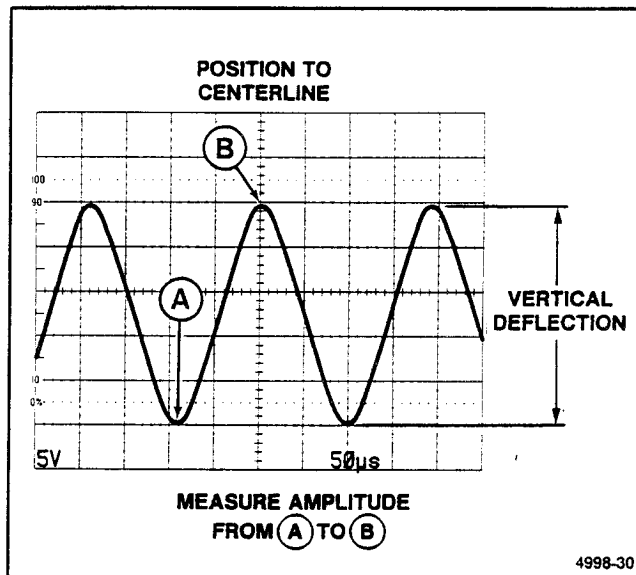 POSITION TO
CENTERLINE
B
100
90
A
VERTICAL
DEFLECTION
10
0%
5V
50µs
MEASURE AMPLITUDE
FROM A TO B
4998-30